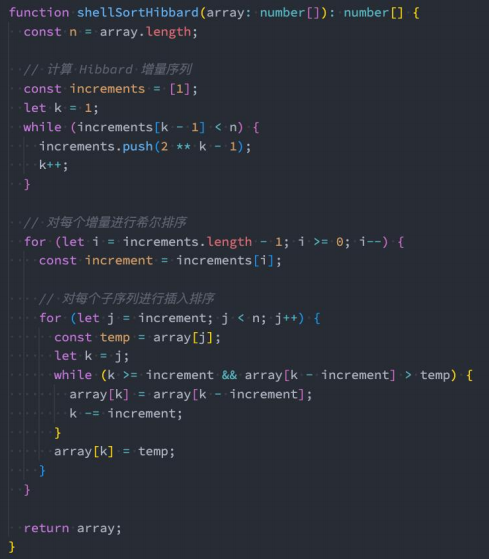 function shellSortHibbard(array: number[]): number[] {
  const n = array.length;

  // 计算 Hibbard 增量序列
  const increments = [1];
  let k = 1;
  while (increments[k - 1] < n) {
    increments.push(2 ** k - 1);
    k++;
  }

  // 对每个增量进行希尔排序
  for (let i = increments.length - 1; i >= 0; i--) {
    const increment = increments[i];

    // 对每个子序列进行插入排序
    for (let j = increment; j < n; j++) {
      const temp = array[j];
      let k = j;
      while (k >= increment && array[k - increment] > temp) {
        array[k] = array[k - increment];
        k -= increment;
      }
      array[k] = temp;
    }
  }

  return array;
}